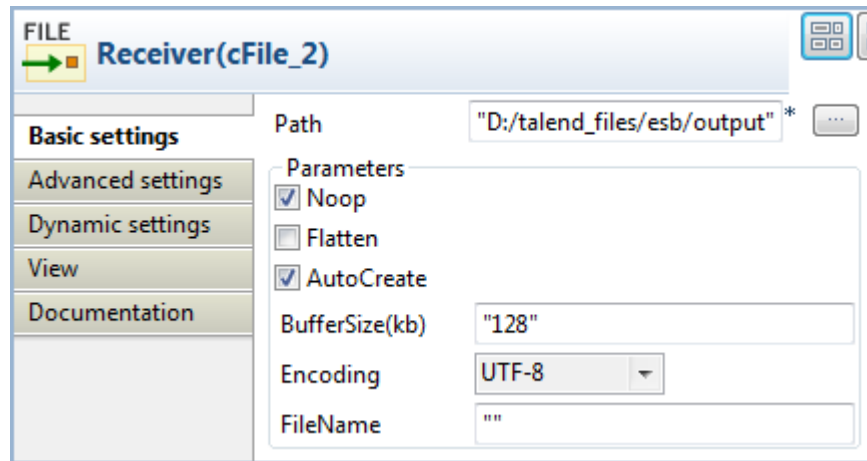 FILE
Receiver(cFile_2)
Basic settings
Advanced settings
Dynamic settings
View
Documentation
Path "D:/talend_files/esb/output" * ...
Parameters
Noop
Flatten
AutoCreate
BufferSize(kb) "128"
Encoding UTF-8
FileName ""